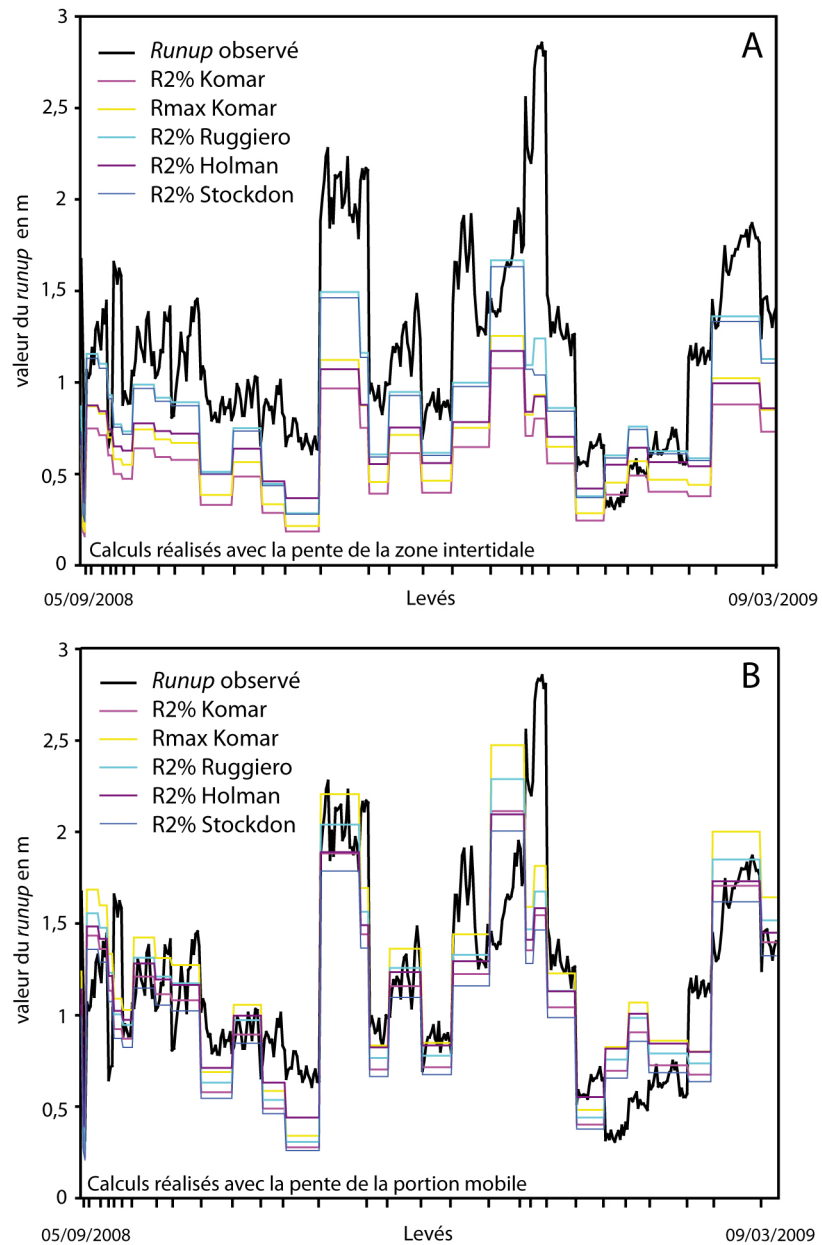 A
3
2,5
2
1,5
1
0,5
0
valeur du runup en m
Runup observé
R2% Komar
Rmax Komar
R2% Ruggiero
R2% Holman
R2% Stockdon
Calculs réalisés avec la pente de la zone intertidale
05/09/2008
Levés
09/03/2009
B
3
2,5
2
1,5
1
0,5
0
valeur du runup en m
Runup observé
R2% Komar
Rmax Komar
R2% Ruggiero
R2% Holman
R2% Stockdon
Calculs réalisés avec la pente de la portion mobile
05/09/2008
Levés
09/03/2009